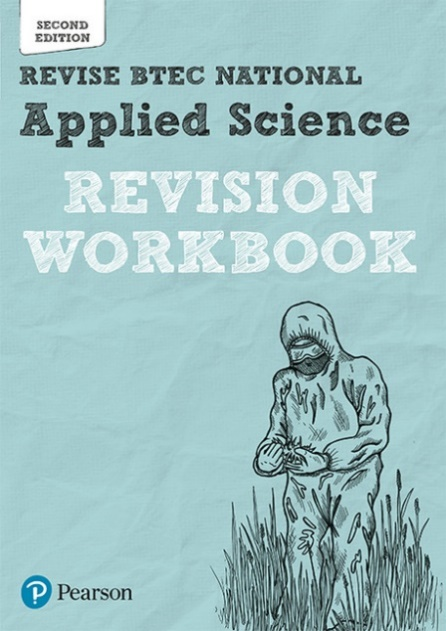 SECOND
EDITION
REVISE BTEC NATIONAL
Applied Science
REVISION
WORKBOOK
P Pearson